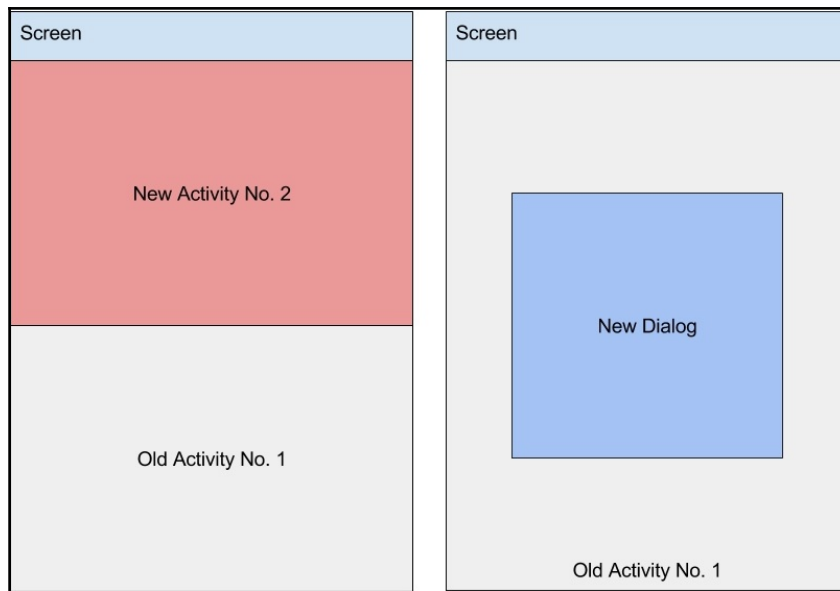 Screen
New Activity No. 2
Old Activity No. 1
Screen
New Dialog
Old Activity No. 1